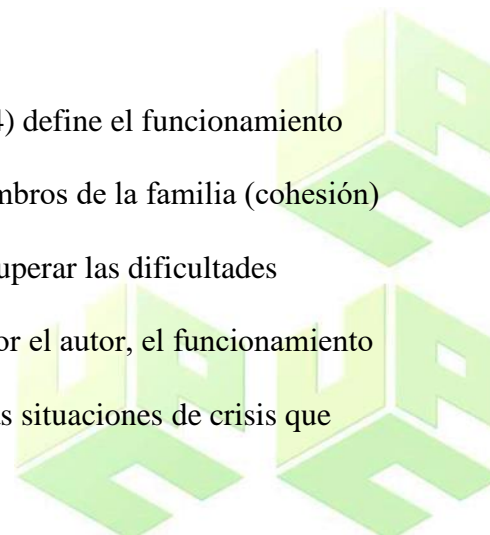 4) define el funcionamiento
mbros de la familia (cohesión)
uperar las dificultades
or el autor, el funcionamiento
s situaciones de crisis que